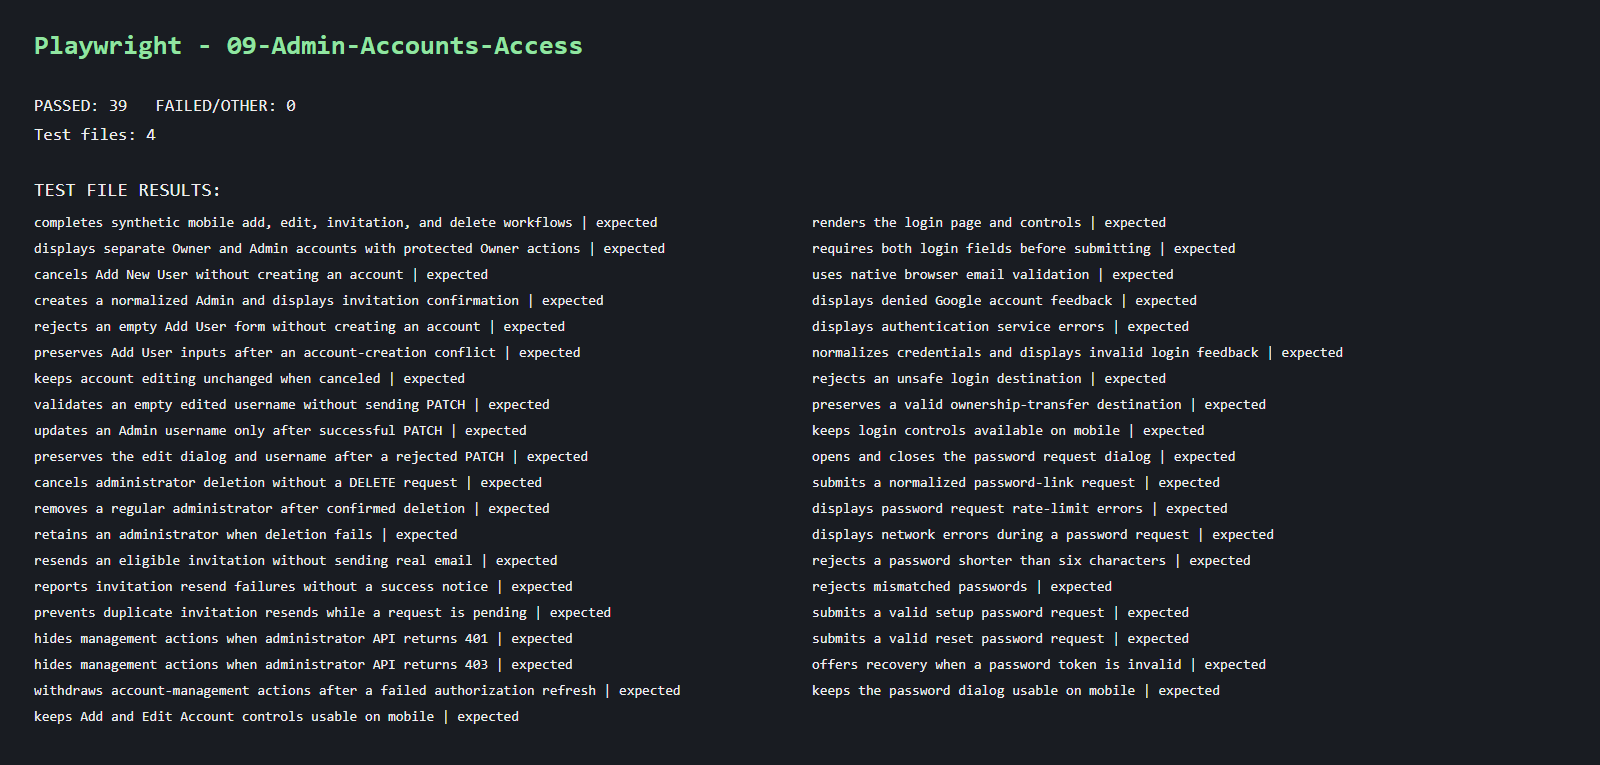 Playwright - 09-Admin-Accounts-Access
PASSED: 39   FAILED/OTHER: 0
Test files: 4
TEST FILE RESULTS:
completes synthetic mobile add, edit, invitation, and delete workflows | expected
displays separate Owner and Admin accounts with protected Owner actions | expected
cancels Add New User without creating an account | expected
creates a normalized Admin and displays invitation confirmation | expected
rejects an empty Add User form without creating an account | expected
preserves Add User inputs after an account-creation conflict | expected
keeps account editing unchanged when canceled | expected
validates an empty edited username without sending PATCH | expected
updates an Admin username only after successful PATCH | expected
preserves the edit dialog and username after a rejected PATCH | expected
cancels administrator deletion without a DELETE request | expected
removes a regular administrator after confirmed deletion | expected
retains an administrator when deletion fails | expected
resends an eligible invitation without sending real email | expected
reports invitation resend failures without a success notice | expected
prevents duplicate invitation resends while a request is pending | expected
hides management actions when administrator API returns 401 | expected
hides management actions when administrator API returns 403 | expected
withdraws account-management actions after a failed authorization refresh | expected
keeps Add and Edit Account controls usable on mobile | expected
renders the login page and controls | expected
requires both login fields before submitting | expected
uses native browser email validation | expected
displays denied Google account feedback | expected
displays authentication service errors | expected
normalizes credentials and displays invalid login feedback | expected
rejects an unsafe login destination | expected
preserves a valid ownership-transfer destination | expected
keeps login controls available on mobile | expected
opens and closes the password request dialog | expected
submits a normalized password-link request | expected
displays password request rate-limit errors | expected
displays network errors during a password request | expected
rejects a password shorter than six characters | expected
rejects mismatched passwords | expected
submits a valid setup password request | expected
submits a valid reset password request | expected
offers recovery when a password token is invalid | expected
keeps the password dialog usable on mobile | expected